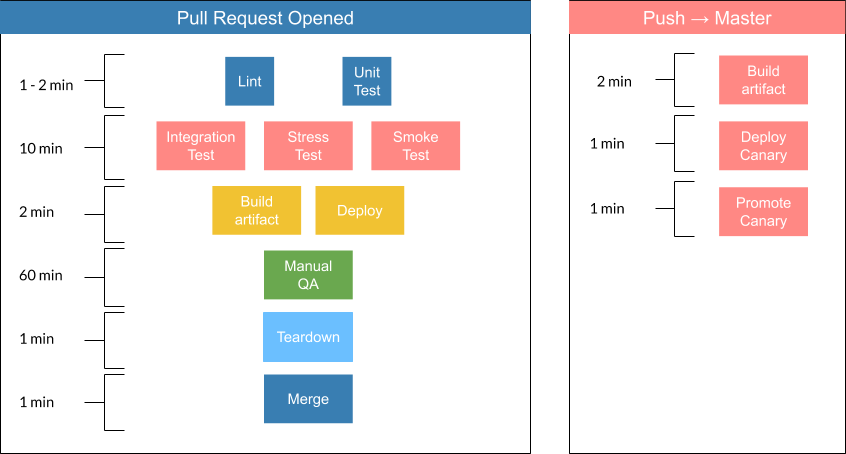 Pull Request Opened
1 - 2 min
Lint
Unit
Test
10 min
Integration
Test
Stress
Test
Smoke
Test
2 min
Build
artifact
Deploy
60 min
Manual
QA
1 min
Teardown
1 min
Merge
Push → Master
2 min
Build
artifact
1 min
Deploy
Canary
1 min
Promote
Canary